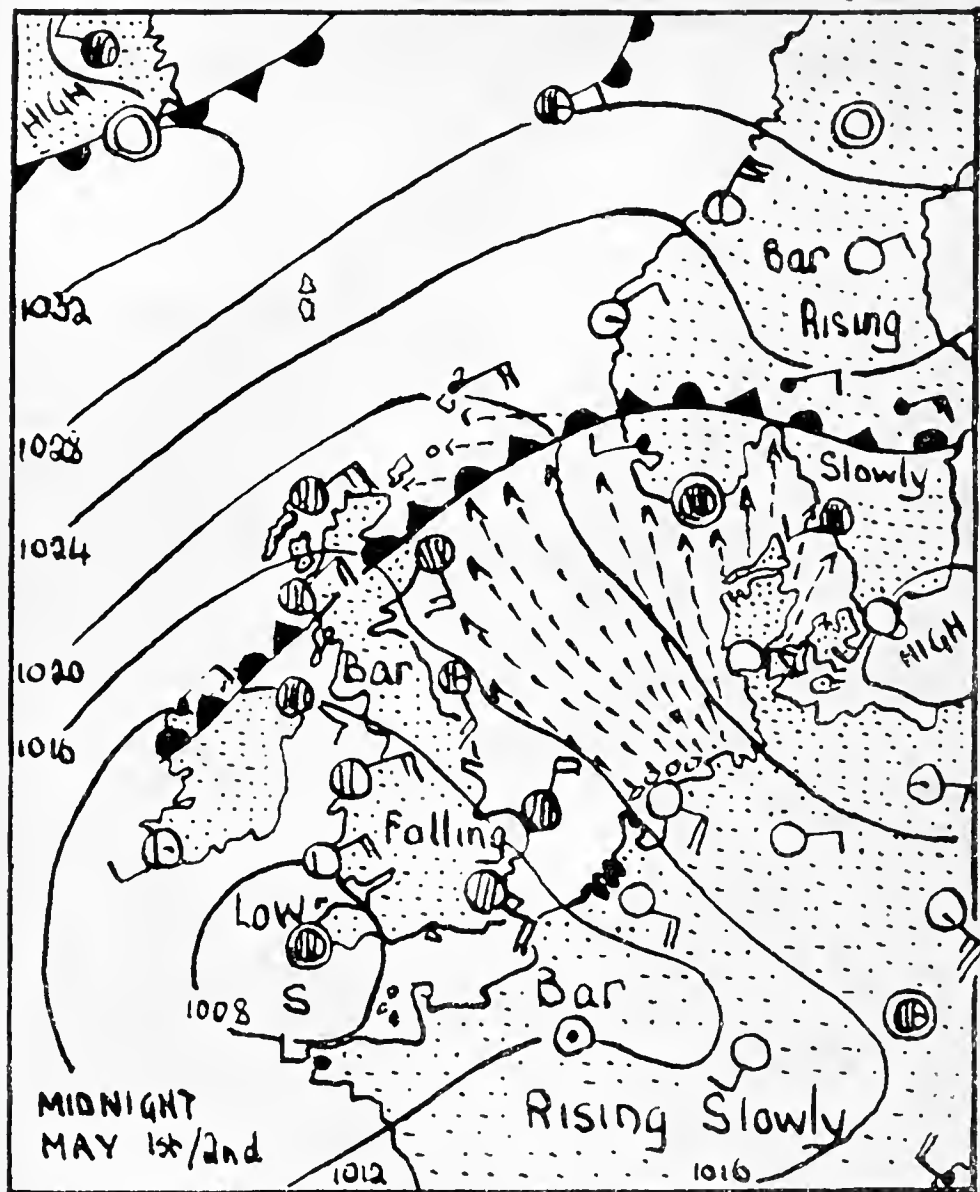 HIGH
1032
Bar
Rising
1028
Slowly
1024
HIGH
1020
Bar
1016
Falling
Low
S
1008
Bar
MIDNIGHT
MAY 1st/2nd
Rising Slowly
1012
1016